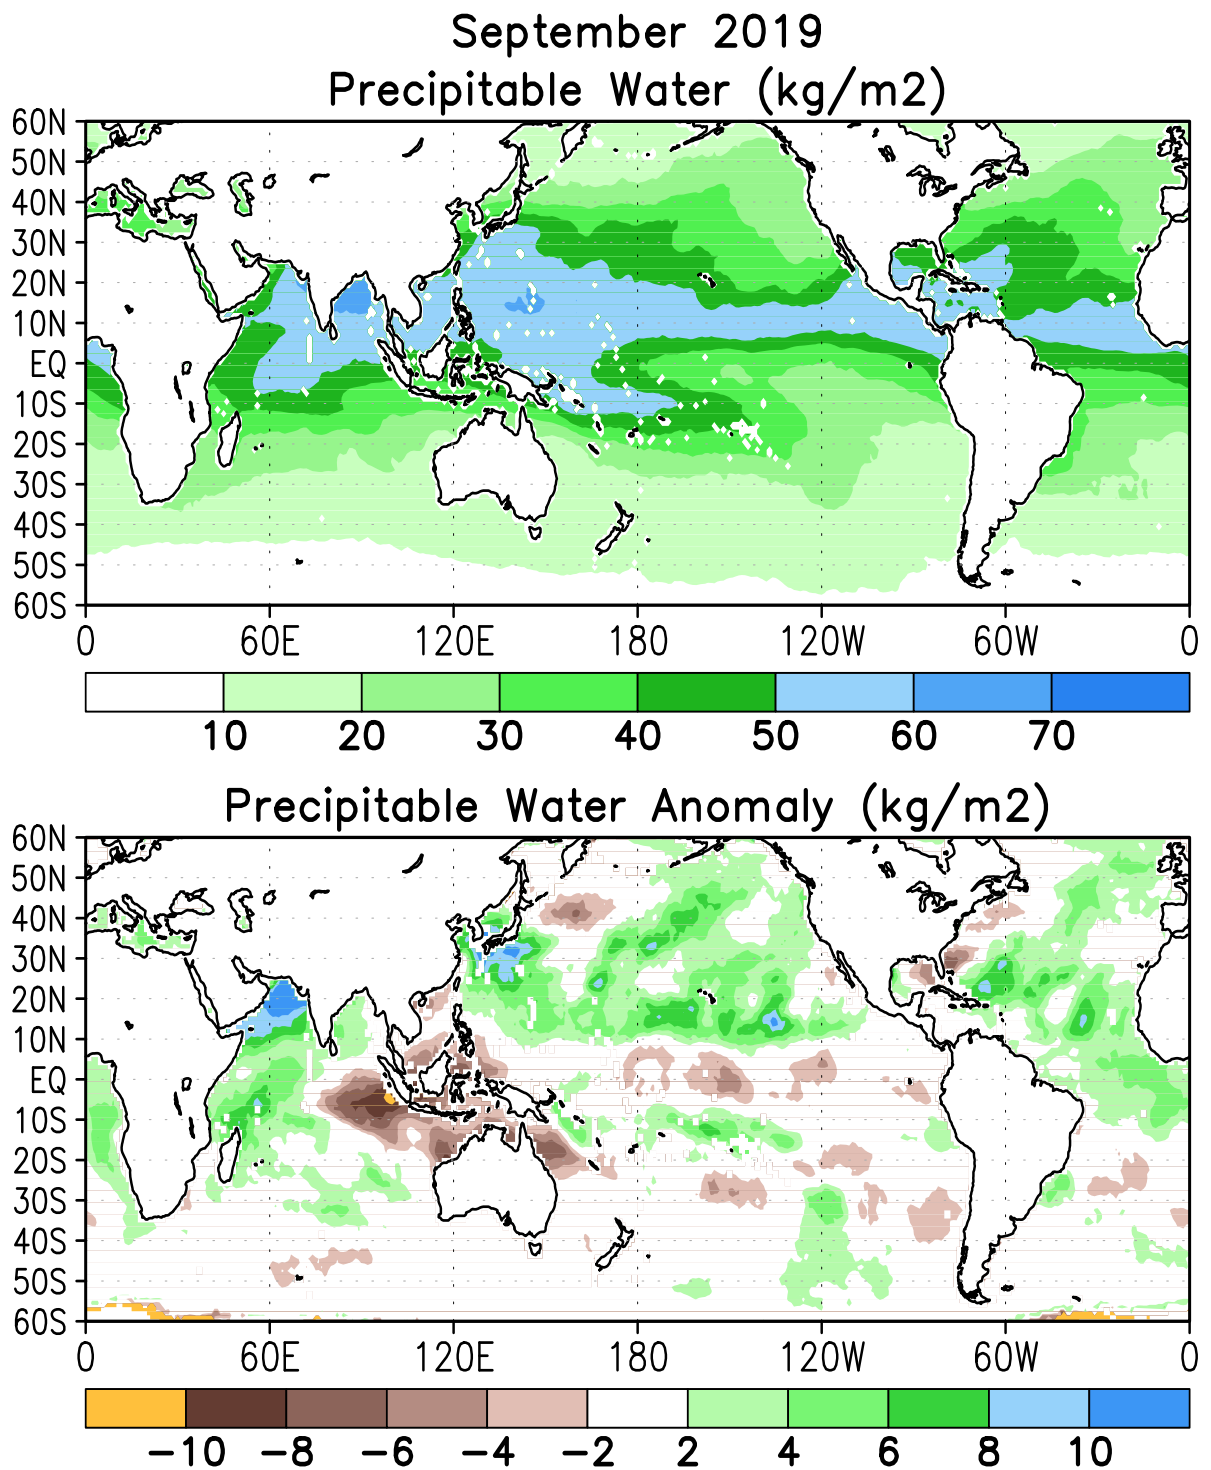 September 2019
Precipitable Water (kg/m2)
60N
50N
40N
30N
20N
10N
EQ
10S
20S
30S
40S
50S
60S
0 60E 120E 180 120W 60W 0
10 20 30 40 50 60 70
Precipitable Water Anomaly (kg/m2)
60N
50N
40N
30N
20N
10N
EQ
10S
20S
30S
40S
50S
60S
0 60E 120E 180 120W 60W 0
−10 −8 −6 −4 −2 2 4 6 8 10